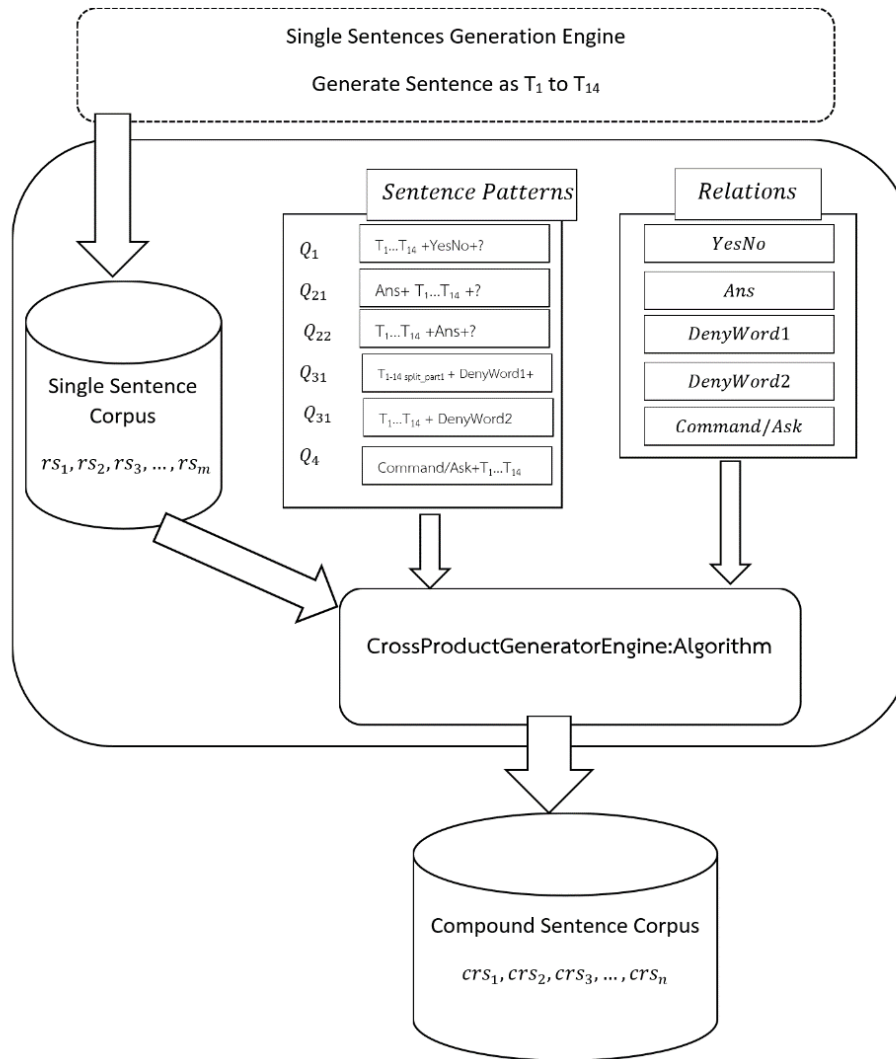 Single Sentences Generation Engine
Generate Sentence as T₁ to T₁₄
Sentence Patterns
Q₁ T₁...T₁₄ +YesNo+?
Q₂₁ Ans+ T₁...T₁₄ +?
Q₂₂ T₁...T₁₄ +Ans+?
Q₃₁ T₁₋₁₄ split_part1 + DenyWord1+
Q₃₁ T₁...T₁₄ + DenyWord2
Q₄ Command/Ask+T₁...T₁₄
Relations
YesNo
Ans
DenyWord1
DenyWord2
Command/Ask
Single Sentence
Corpus
rs₁, rs₂, rs₃, ... , rsₘ
CrossProductGeneratorEngine:Algorithm
Compound Sentence Corpus
crs₁, crs₂, crs₃, ... , crsₙ